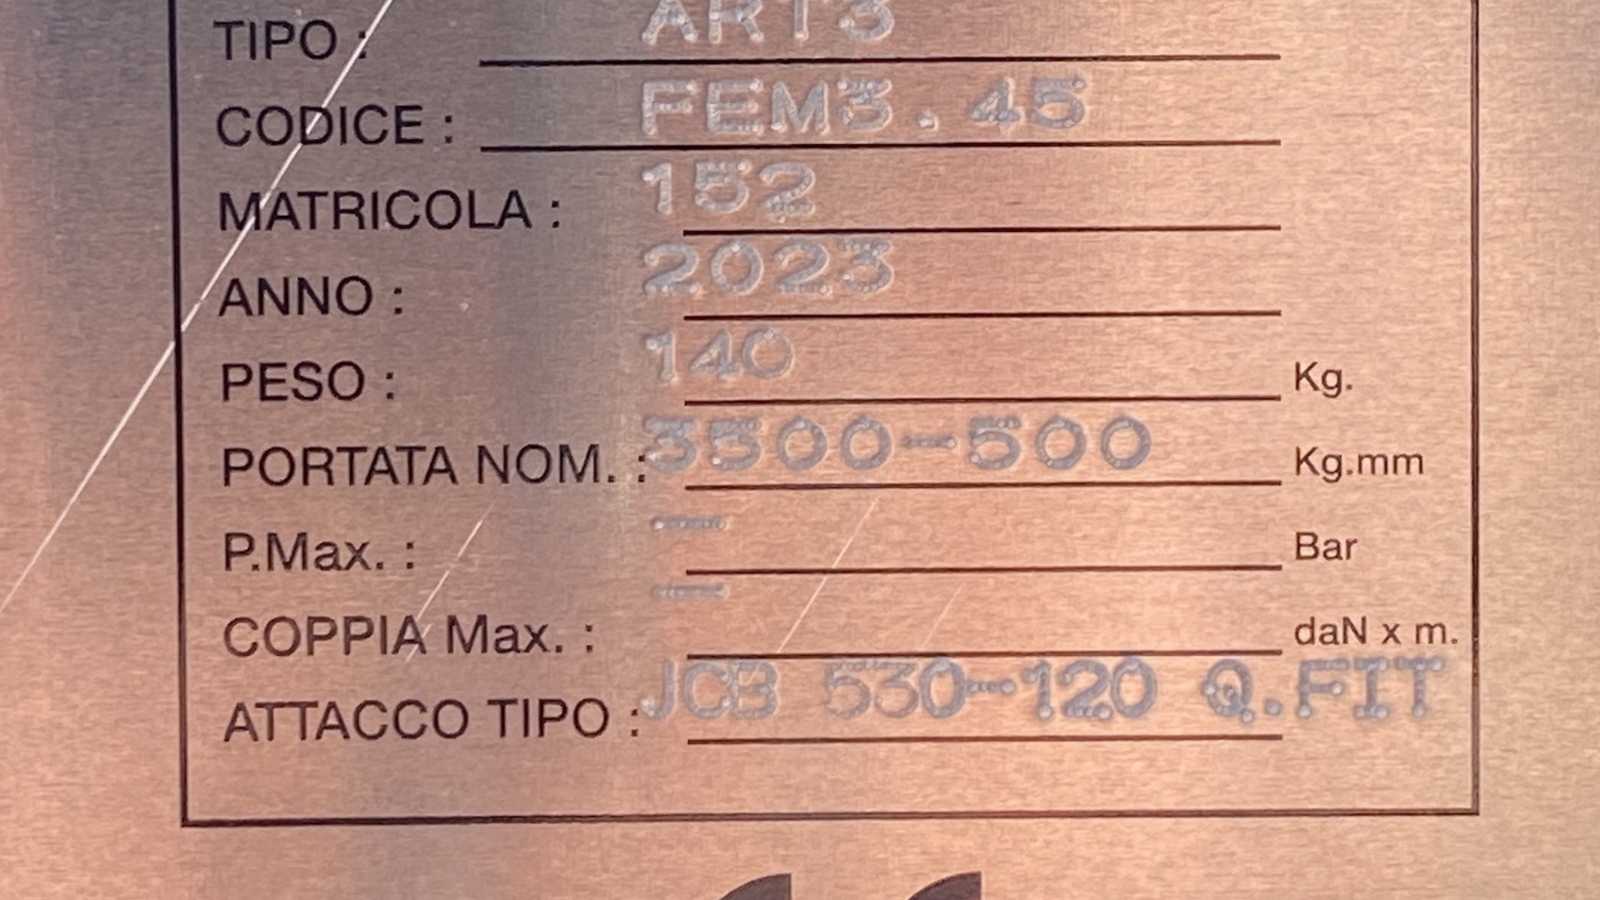 TIPO : ART3
CODICE : FEM3.45
MATRICOLA : 152
ANNO : 2023
PESO : 140 Kg.
PORTATA NOM. : 3500-500 Kg.mm
P.Max. : - Bar
COPPIA Max. : - daN x m.
ATTACCO TIPO : JCB 530-120 Q.FIT